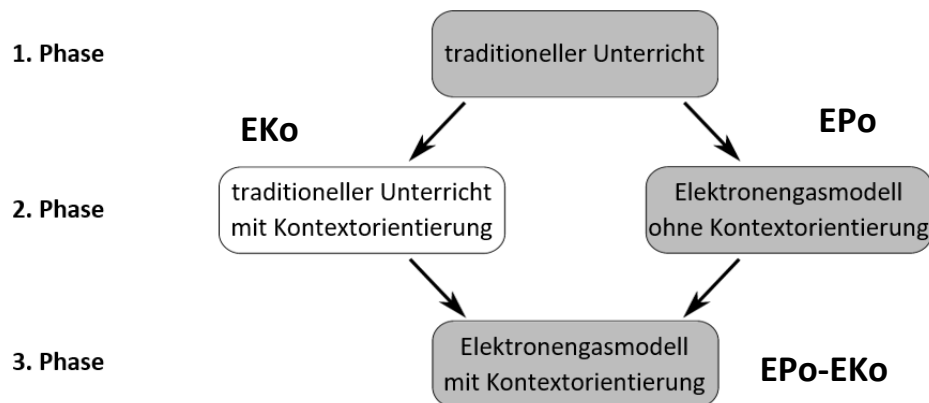 1. Phase
traditioneller Unterricht
EKo
EPo
2. Phase
traditioneller Unterricht
mit Kontextorientierung
Elektronengasmodell
ohne Kontextorientierung
3. Phase
Elektronengasmodell
mit Kontextorientierung
EPo-EKo